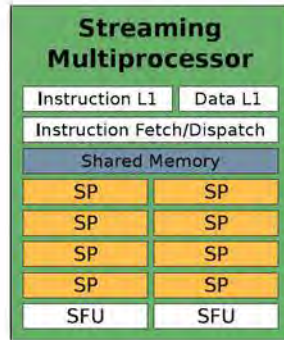 Streaming
Multiprocessor
Instruction L1 Data L1
Instruction Fetch/Dispatch
Shared Memory
SP SP
SP SP
SP SP
SP SP
SFU SFU